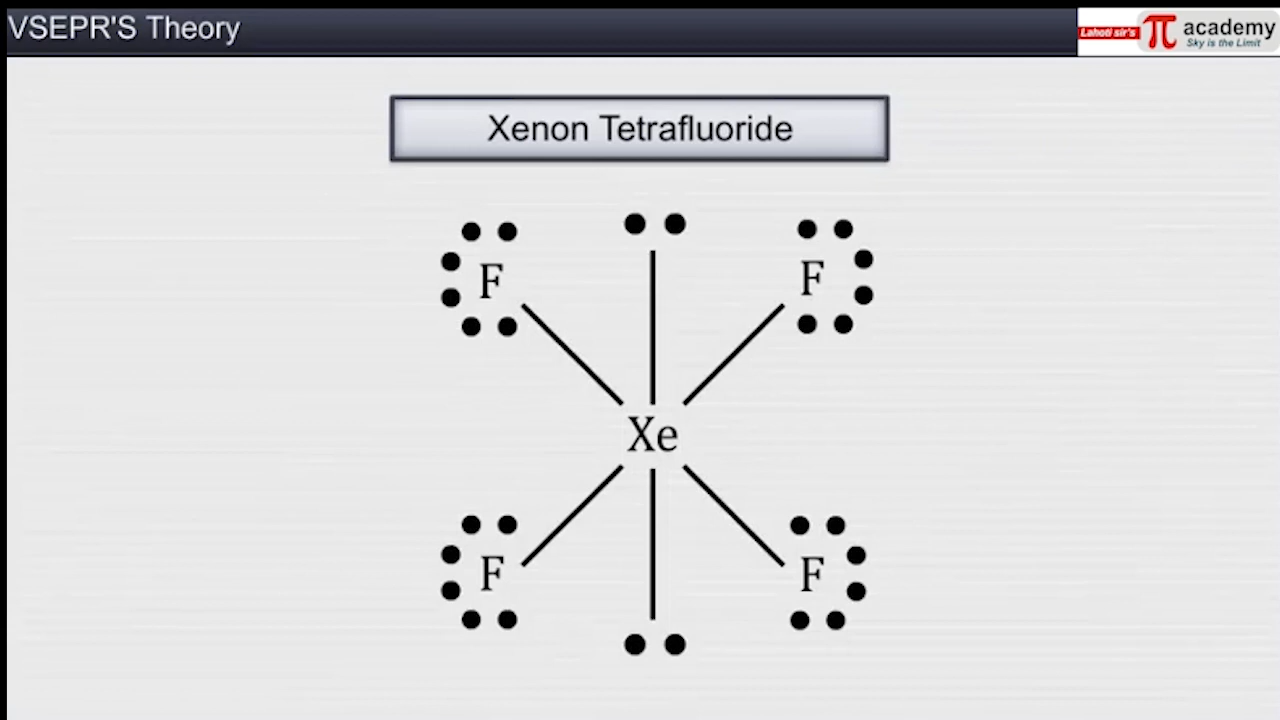 VSEPR'S Theory
Lahoti sir's π academy
Sky is the Limit
Xenon Tetrafluoride
F F
Xe
F F